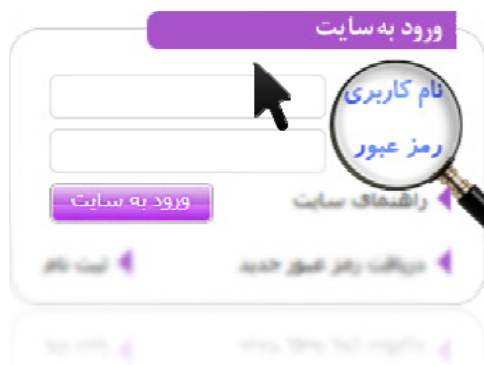 ورود به سایت
نام کاربری
رمز عبور
راهنمای سایت
ورود به سایت
دریافت رمز عبور جدید
ثبت نام